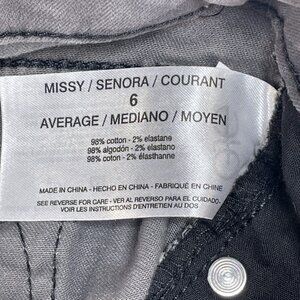 MISSY / SENORA / COURANT
6
AVERAGE / MEDIANO / MOYEN
98% cotton - 2% elastane
98% algodón - 2% elastano
98% coton - 2% élasthanne
MADE IN CHINA - HECHO EN CHINA - FABRIQUÉ EN CHINE
SEE REVERSE FOR CARE - VER AL REVERSO PARA EL CUIDADO
VOIR LES INSTRUCTIONS D'ENTRETIEN AU DOS